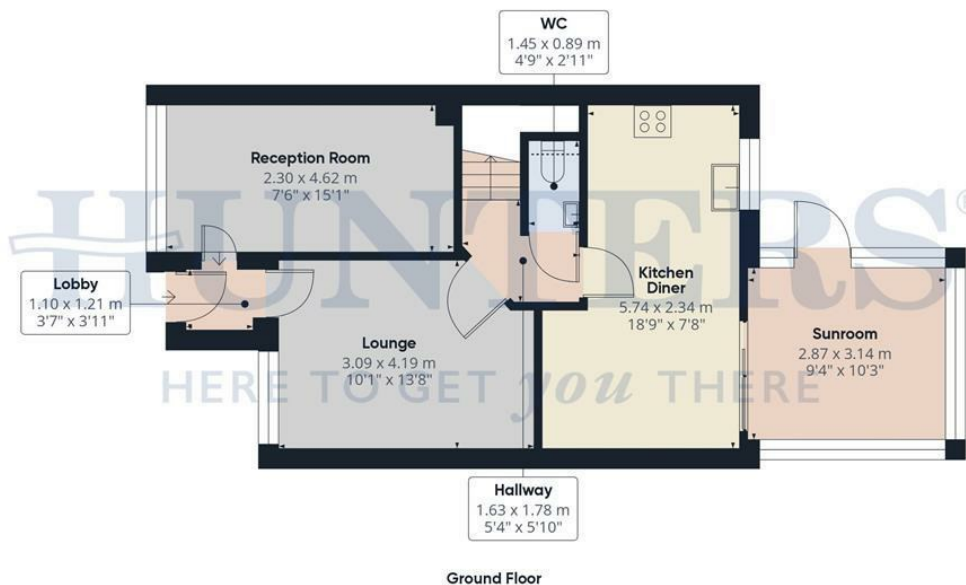 WC
1.45 x 0.89 m
4'9" x 2'11"
Reception Room
2.30 x 4.62 m
7'6" x 15'1"
HUNTERS®
Lobby
1.10 x 1.21 m
3'7" x 3'11"
Kitchen
Diner
5.74 x 2.34 m
18'9" x 7'8"
Lounge
3.09 x 4.19 m
10'1" x 13'8"
Sunroom
2.87 x 3.14 m
9'4" x 10'3"
HERE TO GET you THERE
Hallway
1.63 x 1.78 m
5'4" x 5'10"
Ground Floor